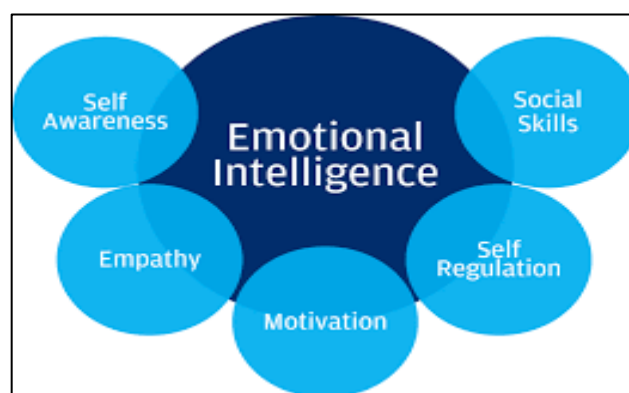 Emotional
Intelligence
Self
Awareness
Social
Skills
Empathy
Self
Regulation
Motivation